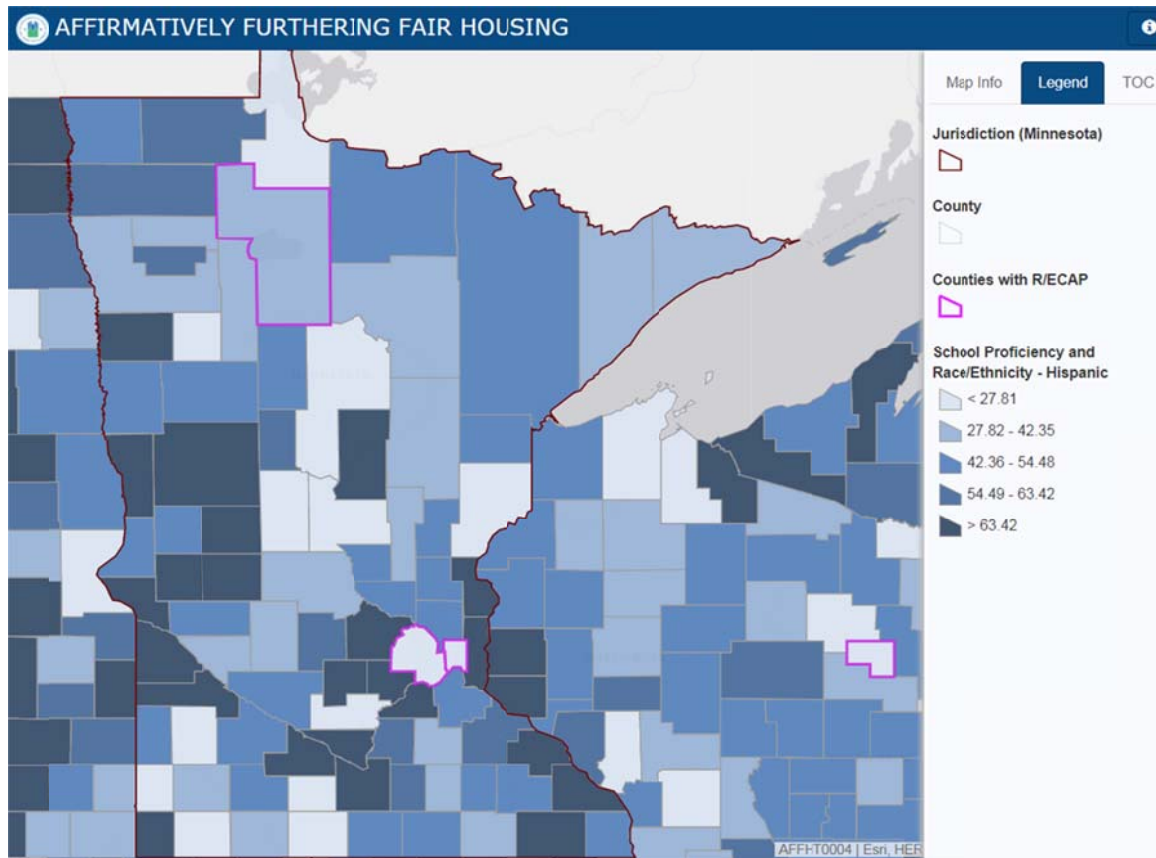 AFFIRMATIVELY FURTHERING FAIR HOUSING
Map Info Legend TOC
Jurisdiction (Minnesota)
County
Counties with R/ECAP
School Proficiency and
Race/Ethnicity - Hispanic
< 27.81
27.82 - 42.35
42.36 - 54.48
54.49 - 63.42
> 63.42
AFFHT0004 | Esri, HER